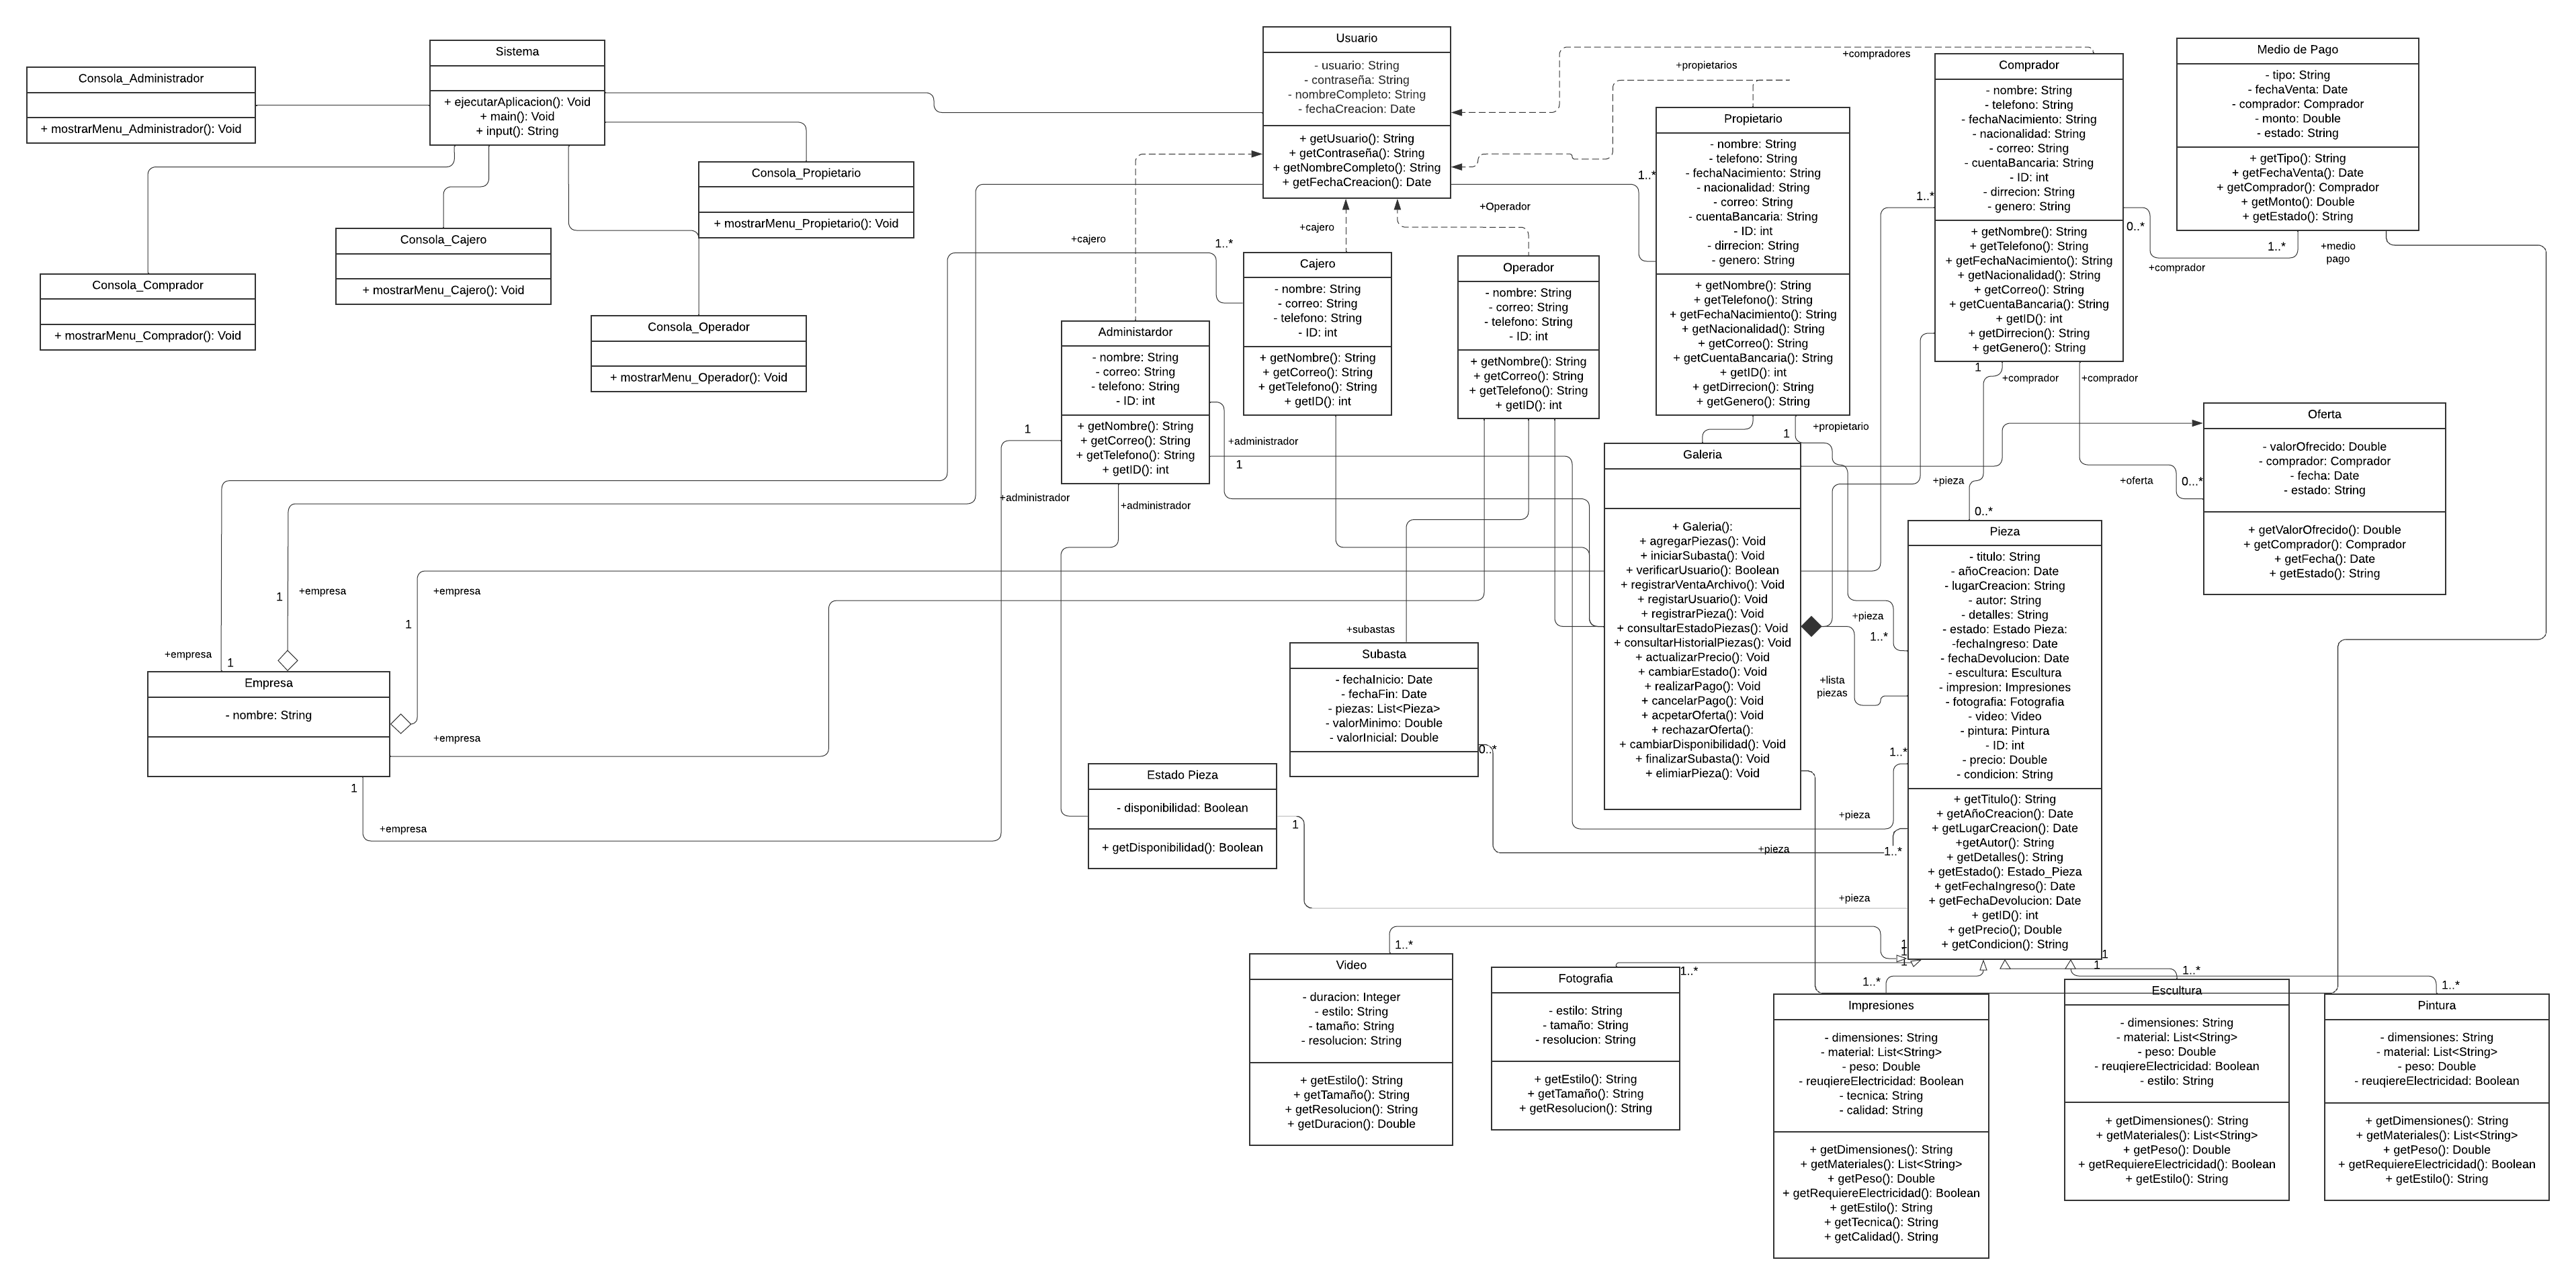 Sistema
+ ejecutarAplicacion(): Void
+ main(): Void
+ input(): String
Consola_Administrador
+ mostrarMenu_Administrador(): Void
Consola_Propietario
+ mostrarMenu_Propietario(): Void
Consola_Cajero
+ mostrarMenu_Cajero(): Void
Consola_Comprador
+ mostrarMenu_Comprador(): Void
Consola_Operador
+ mostrarMenu_Operador(): Void
Usuario
- usuario: String
- contraseña: String
- nombreCompleto: String
- fechaCreacion: Date
+ getUsuario(): String
+ getContraseña(): String
+ getNombreCompleto(): String
+ getFechaCreacion(): Date
+compradores
+propietarios
Propietario
- nombre: String
- telefono: String
- fechaNacimiento: String
- nacionalidad: String
- correo: String
- cuentaBancaria: String
- ID: int
- dirrecion: String
- genero: String
+ getNombre(): String
+ getTelefono(): String
+ getFechaNacimiento(): String
+ getNacionalidad(): String
+ getCorreo(): String
+ getCuentaBancaria(): String
+ getID(): int
+ getDirrecion(): String
+ getGenero(): String
1..*
Comprador
- nombre: String
- telefono: String
- fechaNacimiento: String
- nacionalidad: String
- correo: String
- cuentaBancaria: String
- ID: int
- dirrecion: String
- genero: String
+ getNombre(): String
+ getTelefono(): String
+ getFechaNacimiento(): String
+ getNacionalidad(): String
+ getCorreo(): String
+ getCuentaBancaria(): String
+ getID(): int
+ getDirrecion(): String
+ getGenero(): String
1..*
0..*
Medio de Pago
- tipo: String
- fechaVenta: Date
- comprador: Comprador
- monto: Double
- estado: String
+ getTipo(): String
+ getFechaVenta(): Date
+ getComprador(): Comprador
+ getMonto(): Double
+ getEstado(): String
1..*
+medio
pago
+comprador
+Operador
+cajero
+cajero
1..*
Cajero
- nombre: String
- correo: String
- telefono: String
- ID: int
+ getNombre(): String
+ getCorreo(): String
+ getTelefono(): String
+ getID(): int
Operador
- nombre: String
- correo: String
- telefono: String
- ID: int
+ getNombre(): String
+ getCorreo(): String
+ getTelefono(): String
+ getID(): int
Administardor
- nombre: String
- correo: String
- telefono: String
- ID: int
+ getNombre(): String
+ getCorreo(): String
+ getTelefono(): String
+ getID(): int
1
+administrador
1
+administrador
+administrador
1
+comprador
+comprador
1
+propietario
Oferta
- valorOfrecido: Double
- comprador: Comprador
- fecha: Date
- estado: String
+ getValorOfrecido(): Double
+ getComprador(): Comprador
+ getFecha(): Date
+ getEstado(): String
+oferta
0...*
+pieza
0..*
Galeria
+ Galeria():
+ agregarPiezas(): Void
+ iniciarSubasta(): Void
+ verificarUsuario(): Boolean
+ registrarVentaArchivo(): Void
+ registarUsuario(): Void
+ registrarPieza(): Void
+ consultarEstadoPiezas(): Void
+ consultarHistorialPiezas(): Void
+ actualizarPrecio(): Void
+ cambiarEstado(): Void
+ realizarPago(): Void
+ cancelarPago(): Void
+ acpetarOferta(): Void
+ rechazarOferta():
+ cambiarDisponibilidad(): Void
+ finalizarSubasta(): Void
+ elimiarPieza(): Void
Pieza
- titulo: String
- añoCreacion: Date
- lugarCreacion: String
- autor: String
- detalles: String
- estado: Estado Pieza:
-fechaIngreso: Date
- fechaDevolucion: Date
- escultura: Escultura
- impresion: Impresiones
- fotografia: Fotografia
- video: Video
- pintura: Pintura
- ID: int
- precio: Double
- condicion: String
+ getTitulo(): String
+ getAñoCreacion(): Date
+ getLugarCreacion(): Date
+getAutor(): String
+ getDetalles(): String
+ getEstado(): Estado_Pieza
+ getFechaIngreso(): Date
+ getFechaDevolucion: Date
+ getID(): int
+ getPrecio(); Double
+ getCondicion(): String
+pieza
1..*
+lista
piezas
1..*
+pieza
+pieza
1..*
+pieza
1
+empresa
+empresa
1
+empresa
1
Empresa
- nombre: String
+empresa
1
+empresa
+subastas
Subasta
- fechaInicio: Date
- fechaFin: Date
- piezas: List<Pieza>
- valorMinimo: Double
- valorInicial: Double
0..*
Estado Pieza
- disponibilidad: Boolean
+ getDisponibilidad(): Boolean
1
1..*
Video
- duracion: Integer
- estilo: String
- tamaño: String
- resolucion: String
+ getEstilo(): String
+ getTamaño(): String
+ getResolucion(): String
+ getDuracion(): Double
1..*
Fotografia
- estilo: String
- tamaño: String
- resolucion: String
+ getEstilo(): String
+ getTamaño(): String
+ getResolucion(): String
1
1
1
1
1..*
Impresiones
- dimensiones: String
- material: List<String>
- peso: Double
- reuqiereElectricidad: Boolean
- tecnica: String
- calidad: String
+ getDimensiones(): String
+ getMateriales(): List<String>
+ getPeso(): Double
+ getRequiereElectricidad(): Boolean
+ getEstilo(): String
+ getTecnica(): String
+ getCalidad(). String
1..*
Escultura
- dimensiones: String
- material: List<String>
- peso: Double
- reuqiereElectricidad: Boolean
- estilo: String
+ getDimensiones(): String
+ getMateriales(): List<String>
+ getPeso(): Double
+ getRequiereElectricidad(): Boolean
+ getEstilo(): String
1..*
Pintura
- dimensiones: String
- material: List<String>
- peso: Double
- reuqiereElectricidad: Boolean
+ getDimensiones(): String
+ getMateriales(): List<String>
+ getPeso(): Double
+ getRequiereElectricidad(): Boolean
+ getEstilo(): String